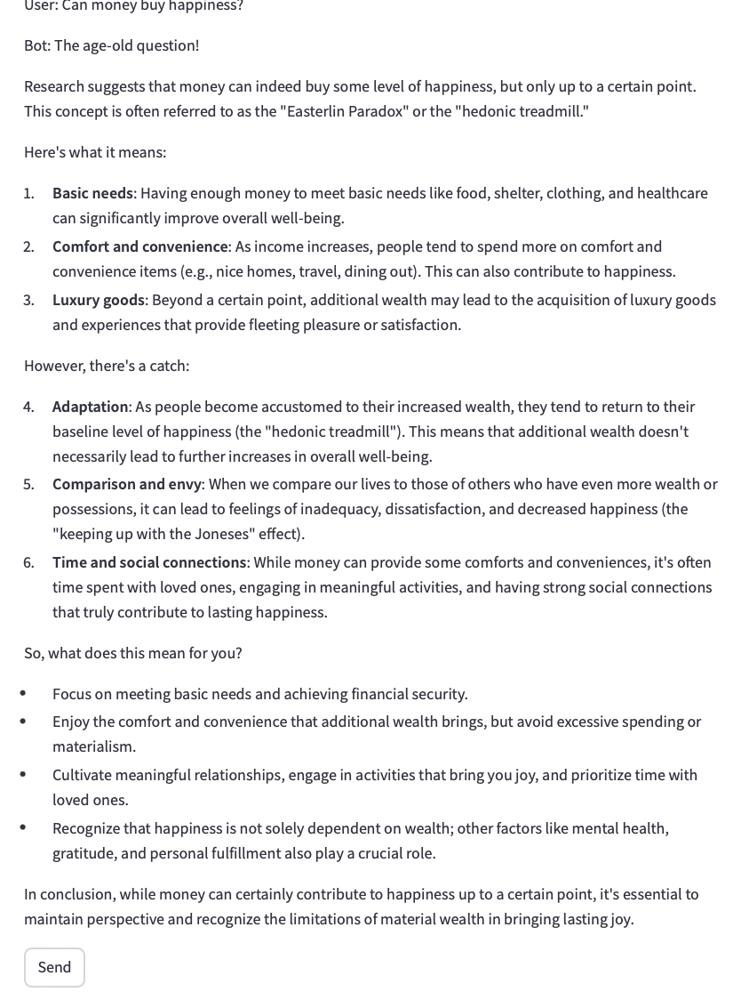 User: Can money buy happiness?
Bot: The age-old question!
Research suggests that money can indeed buy some level of happiness, but only up to a certain point.
This concept is often referred to as the "Easterlin Paradox" or the "hedonic treadmill."
Here's what it means:
1. Basic needs: Having enough money to meet basic needs like food, shelter, clothing, and healthcare
can significantly improve overall well-being.
2. Comfort and convenience: As income increases, people tend to spend more on comfort and
convenience items (e.g., nice homes, travel, dining out). This can also contribute to happiness.
3. Luxury goods: Beyond a certain point, additional wealth may lead to the acquisition of luxury goods
and experiences that provide fleeting pleasure or satisfaction.
However, there's a catch:
4. Adaptation: As people become accustomed to their increased wealth, they tend to return to their
baseline level of happiness (the "hedonic treadmill"). This means that additional wealth doesn't
necessarily lead to further increases in overall well-being.
5. Comparison and envy: When we compare our lives to those of others who have even more wealth or
possessions, it can lead to feelings of inadequacy, dissatisfaction, and decreased happiness (the
"keeping up with the Joneses" effect).
6. Time and social connections: While money can provide some comforts and conveniences, it's often
time spent with loved ones, engaging in meaningful activities, and having strong social connections
that truly contribute to lasting happiness.
So, what does this mean for you?
• Focus on meeting basic needs and achieving financial security.
• Enjoy the comfort and convenience that additional wealth brings, but avoid excessive spending or
materialism.
• Cultivate meaningful relationships, engage in activities that bring you joy, and prioritize time with
loved ones.
• Recognize that happiness is not solely dependent on wealth; other factors like mental health,
gratitude, and personal fulfillment also play a crucial role.
In conclusion, while money can certainly contribute to happiness up to a certain point, it's essential to
maintain perspective and recognize the limitations of material wealth in bringing lasting joy.
Send